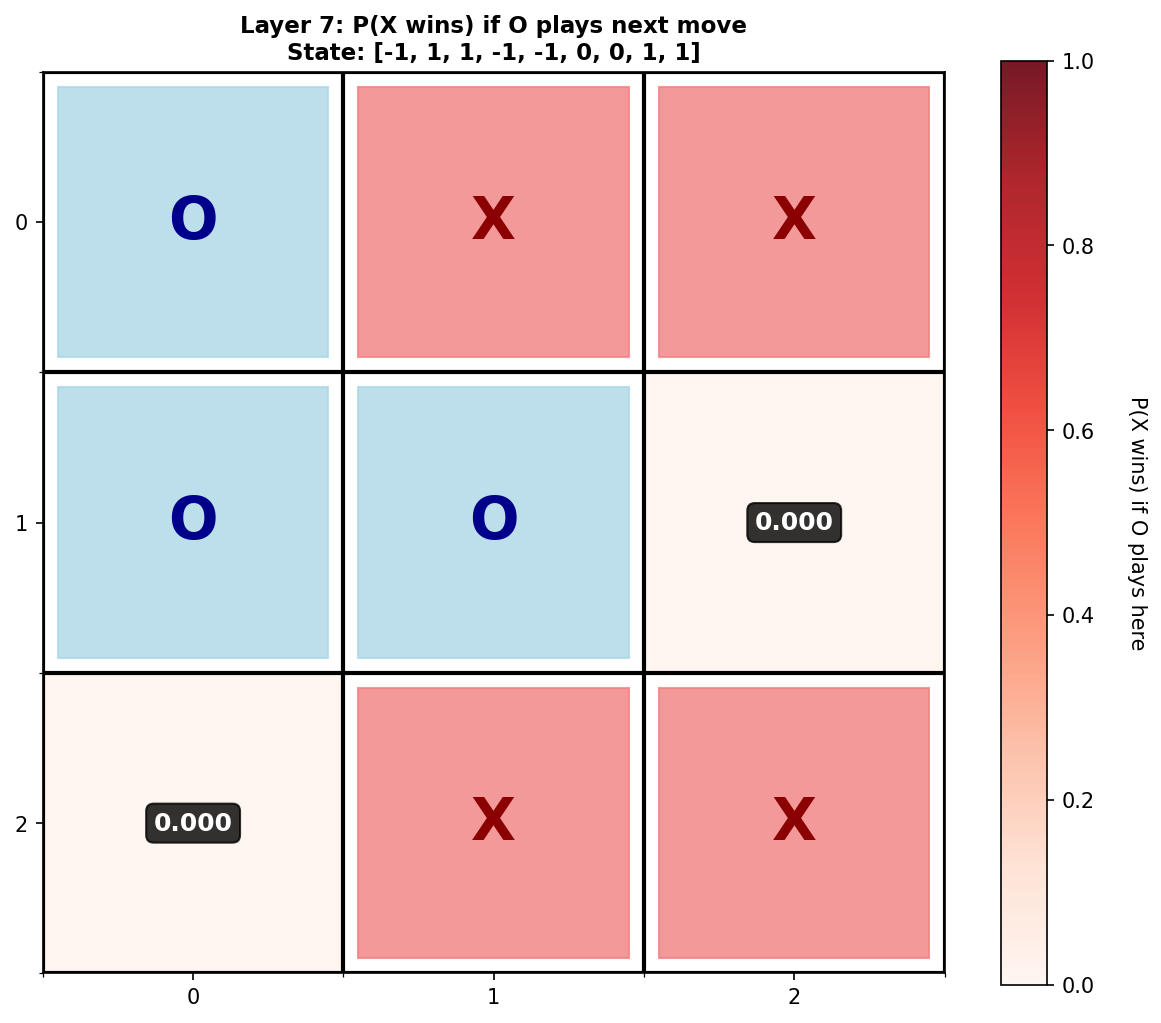 Layer 7: P(X wins) if O plays next move
State: [-1, 1, 1, -1, -1, 0, 0, 1, 1]
O
X
X
O
O
0.000
0.000
X
X
0
1
2
0
1
2
1.0
0.8
0.6
0.4
0.2
0.0
P(X wins) if O plays here